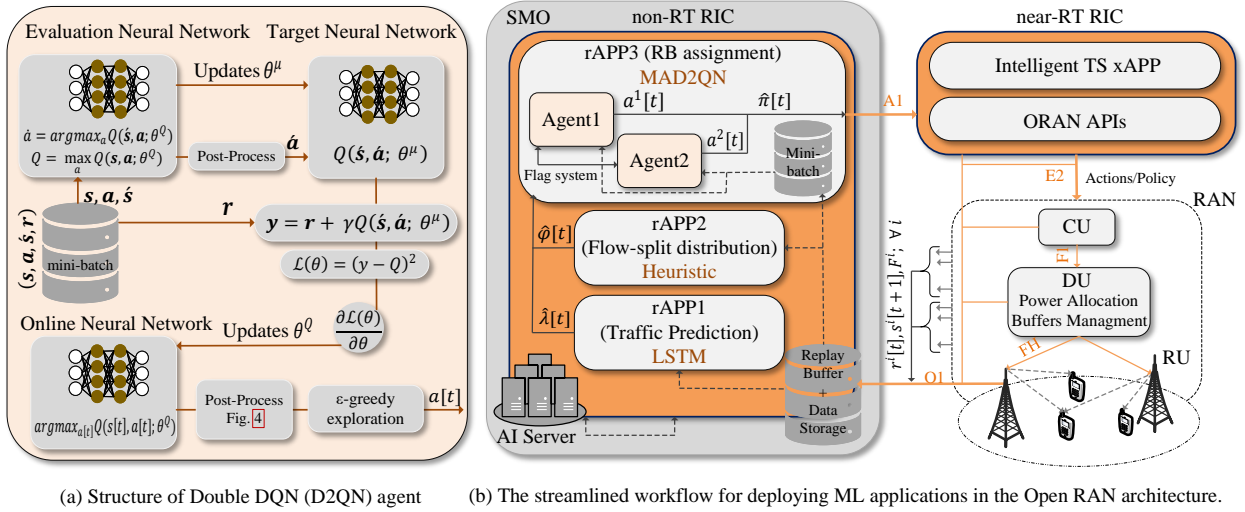 Evaluation Neural Network
Target Neural Network
Updates θ^μ
ȧ = argmax_a Q(ś, a; θ^Q)
Q = max_a Q(s, a; θ^Q)
Post-Process
á
Q(ś, á; θ^μ)
s, a, ś
(s, a, ś, r)
mini-batch
r
y = r + γQ(ś, á; θ^μ)
ℒ(θ) = (y − Q)^2
∂ℒ(θ)/∂θ
Online Neural Network
Updates θ^Q
argmax_{a[t]}Q(s[t], a[t]; θ^Q)
Post-Process
Fig. 4
ε-greedy
exploration
a[t]
(a) Structure of Double DQN (D2QN) agent
SMO
non-RT RIC
rAPP3 (RB assignment)
MAD2QN
Agent1
a^1[t]
π̂[t]
Agent2
a^2[t]
Flag system
Mini-
batch
rAPP2
(Flow-split distribution)
Heuristic
φ̂[t]
rAPP1
(Traffic Prediction)
LSTM
λ̂[t]
AI Server
Replay
Buffer
+
Data
Storage
A1
O1
near-RT RIC
Intelligent TS xAPP
ORAN APIs
E2
Actions/Policy
RAN
CU
F1
DU
Power Allocation
Buffers Managment
FH
RU
r^i[t], s^i[t + 1], F^i; ∀ i
(b) The streamlined workflow for deploying ML applications in the Open RAN architecture.